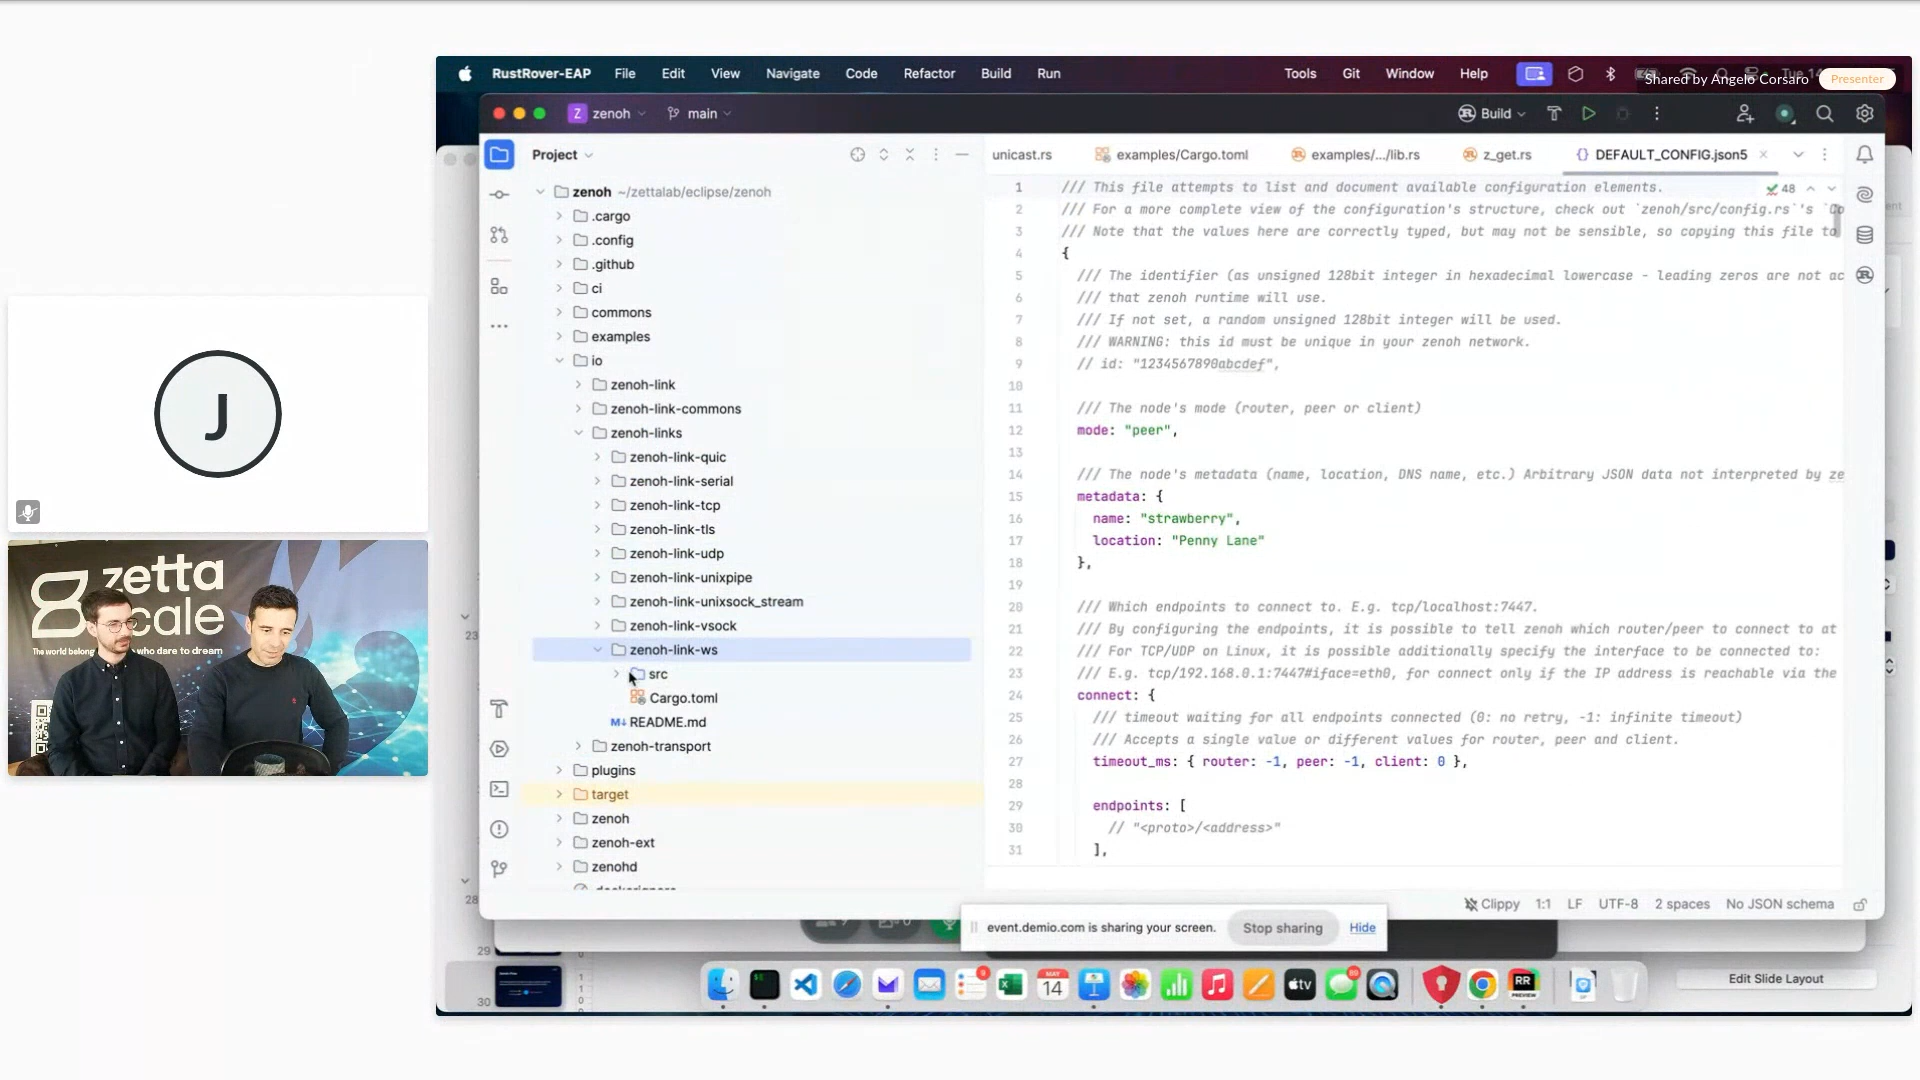 RustRover-EAP File Edit View Navigate Code Refactor Build Run Tools Git Window Help
Shared by Angelo Corsaro
Presenter
Z zenoh main Build
Project
unicast.rs examples/Cargo.toml examples/.../lib.rs z_get.rs {} DEFAULT_CONFIG.json5
zenoh ~/zettalab/eclipse/zenoh
.cargo
.config
.github
ci
commons
examples
io
zenoh-link
zenoh-link-commons
zenoh-links
zenoh-link-quic
zenoh-link-serial
zenoh-link-tcp
zenoh-link-tls
zenoh-link-udp
zenoh-link-unixpipe
zenoh-link-unixsock_stream
zenoh-link-vsock
zenoh-link-ws
src
Cargo.toml
M↓ README.md
zenoh-transport
plugins
target
zenoh
zenoh-ext
zenohd
48
1 /// This file attempts to list and document available configuration elements.
2 /// For a more complete view of the configuration's structure, check out `zenoh/src/config.rs`'s `Co
3 /// Note that the values here are correctly typed, but may not be sensible, so copying this file to
4 {
5 /// The identifier (as unsigned 128bit integer in hexadecimal lowercase - leading zeros are not ac
6 /// that zenoh runtime will use.
7 /// If not set, a random unsigned 128bit integer will be used.
8 /// WARNING: this id must be unique in your zenoh network.
9 // id: "1234567890abcdef",
10
11 /// The node's mode (router, peer or client)
12 mode: "peer",
13
14 /// The node's metadata (name, location, DNS name, etc.) Arbitrary JSON data not interpreted by ze
15 metadata: {
16 name: "strawberry",
17 location: "Penny Lane"
18 },
19
20 /// Which endpoints to connect to. E.g. tcp/localhost:7447.
21 /// By configuring the endpoints, it is possible to tell zenoh which router/peer to connect to at
22 /// For TCP/UDP on Linux, it is possible additionally specify the interface to be connected to:
23 /// E.g. tcp/192.168.0.1:7447#iface=eth0, for connect only if the IP address is reachable via the
24 connect: {
25 /// timeout waiting for all endpoints connected (0: no retry, -1: infinite timeout)
26 /// Accepts a single value or different values for router, peer and client.
27 timeout_ms: { router: -1, peer: -1, client: 0 },
28
29 endpoints: [
30 // "<proto>/<address>"
31 ],
Clippy 1:1 LF UTF-8 2 spaces No JSON schema
event.demio.com is sharing your screen. Stop sharing Hide
23
28
29
30
MAY
14
tv
RR
PREVIEW
Edit Slide Layout
J
zetta
scale
The world belong who dare to dream